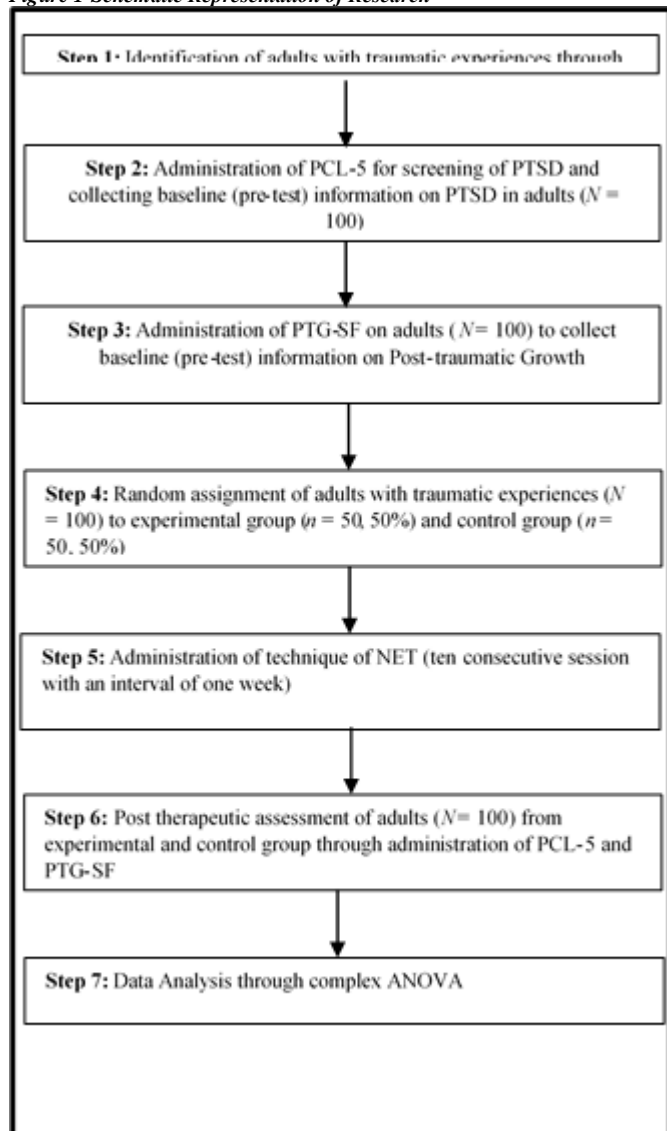 Figure 1 Schematic Representation of Research
Step 1: Identification of adults with traumatic experiences through
Step 2: Administration of PCL-5 for screening of PTSD and
collecting baseline (pre-test) information on PTSD in adults (N =
100)
Step 3: Administration of PTG-SF on adults ( N= 100) to collect
baseline (pre-test) information on Post-traumatic Growth
Step 4: Random assignment of adults with traumatic experiences (N
= 100) to experimental group (n = 50, 50%) and control group (n =
50, 50%)
Step 5: Administration of technique of NET (ten consecutive session
with an interval of one week)
Step 6: Post therapeutic assessment of adults (N= 100) from
experimental and control group through administration of PCL-5 and
PTG-SF
Step 7: Data Analysis through complex ANOVA